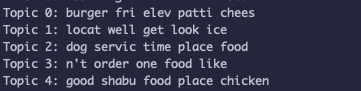 Topic 0: burger fri elev patti chees
Topic 1: locat well get look ice
Topic 2: dog servic time place food
Topic 3: n't order one food like
Topic 4: good shabu food place chicken